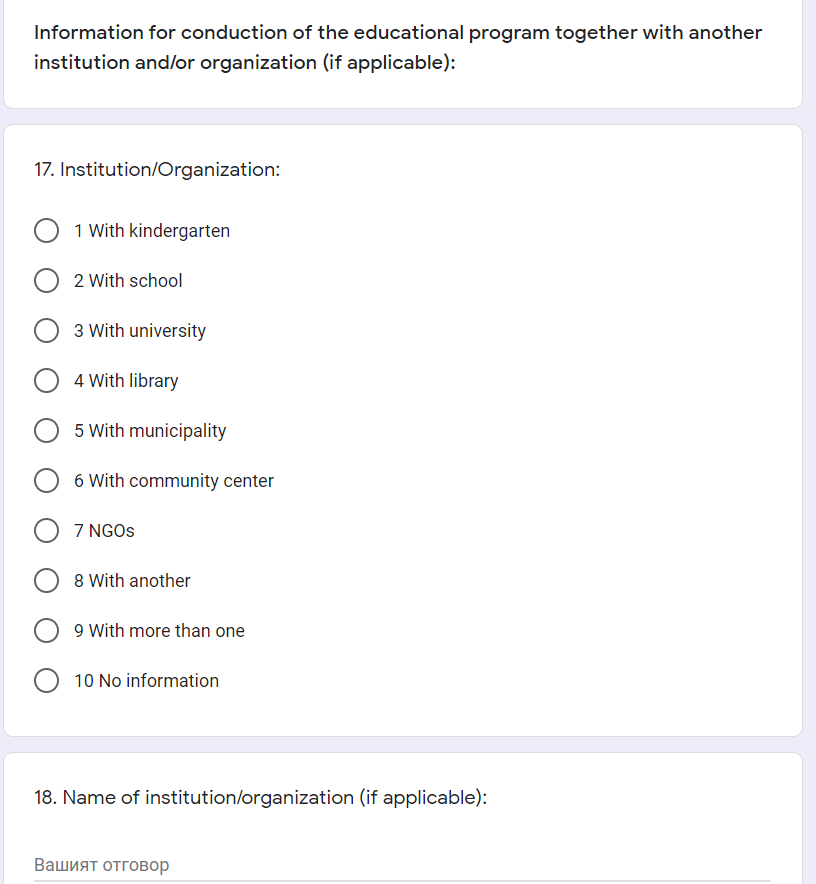 Information for conduction of the educational program together with another
institution and/or organization (if applicable):
17. Institution/Organization:
1 With kindergarten
2 With school
3 With university
4 With library
5 With municipality
6 With community center
7 NGOs
8 With another
9 With more than one
10 No information
18. Name of institution/organization (if applicable):
Вашият отговор